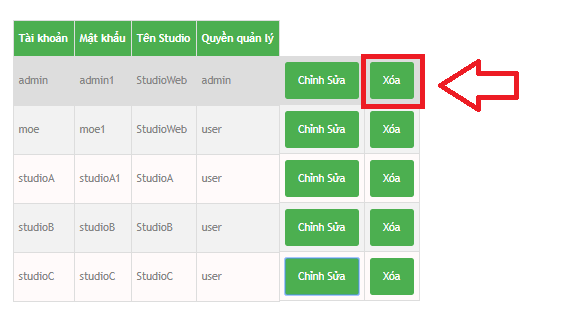 Tài khoản Mật khẩu Tên Studio Quyền quản lý
admin admin1 StudioWeb admin Chỉnh Sửa Xóa
moe moe1 StudioWeb user Chỉnh Sửa Xóa
studioA studioA1 StudioA user Chỉnh Sửa Xóa
studioB studioB StudioB user Chỉnh Sửa Xóa
studioC studioC StudioC user Chỉnh Sửa Xóa